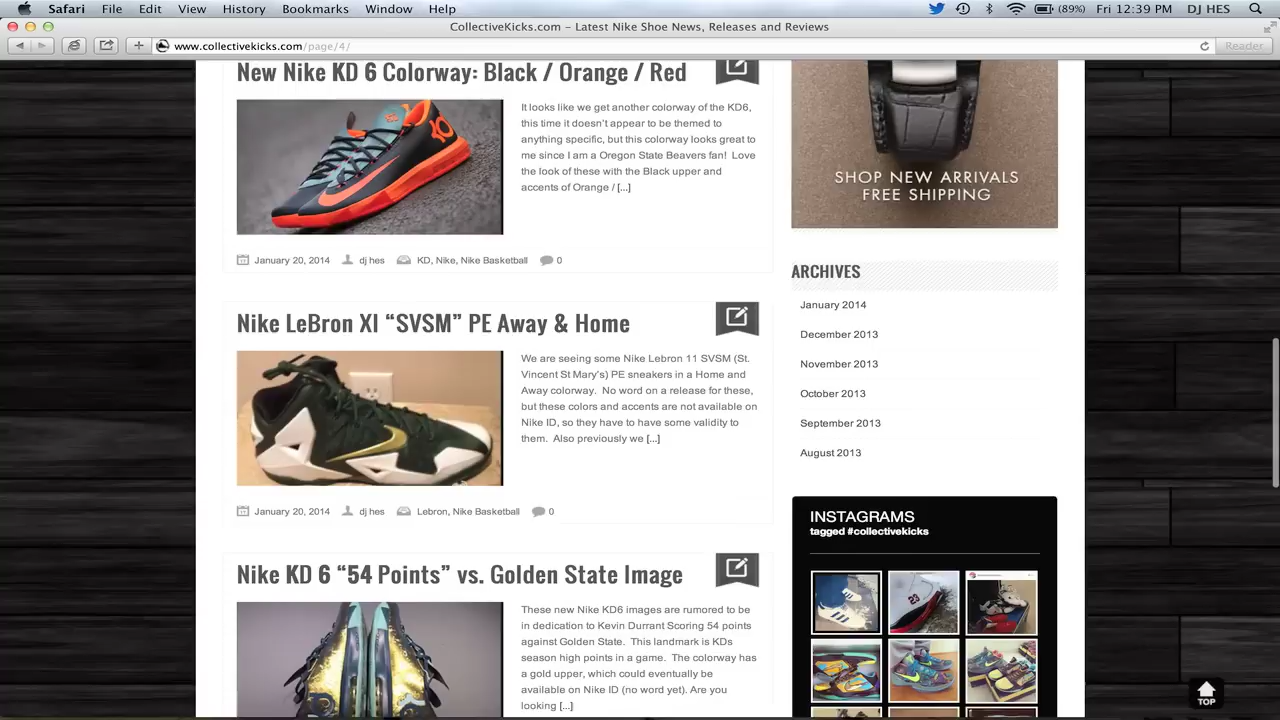 Safari File Edit View History Bookmarks Window Help (89%) Fri 12:39 PM DJ HES
CollectiveKicks.com – Latest Nike Shoe News, Releases and Reviews
www.collectivekicks.com/page/4/ Reader
New Nike KD 6 Colorway: Black / Orange / Red
It looks like we get another colorway of the KD6,
this time it doesn't appear to be themed to
anything specific, but this colorway looks great to
me since I am a Oregon State Beavers fan! Love
the look of these with the Black upper and
accents of Orange / [...]
January 20, 2014 dj hes KD, Nike, Nike Basketball 0
Nike LeBron XI “SVSM” PE Away & Home
We are seeing some Nike Lebron 11 SVSM (St.
Vincent St Mary's) PE sneakers in a Home and
Away colorway. No word on a release for these,
but these colors and accents are not available on
Nike ID, so they have to have some validity to
them. Also previously we [...]
January 20, 2014 dj hes Lebron, Nike Basketball 0
Nike KD 6 “54 Points” vs. Golden State Image
These new Nike KD6 images are rumored to be
in dedication to Kevin Durrant Scoring 54 points
against Golden State. This landmark is KDs
season high points in a game. The colorway has
a gold upper, which could eventually be
available on Nike ID (no word yet). Are you
looking [...]
SHOP NEW ARRIVALS
FREE SHIPPING
ARCHIVES
January 2014
December 2013
November 2013
October 2013
September 2013
August 2013
INSTAGRAMS
tagged #collectivekicks
23
TOP